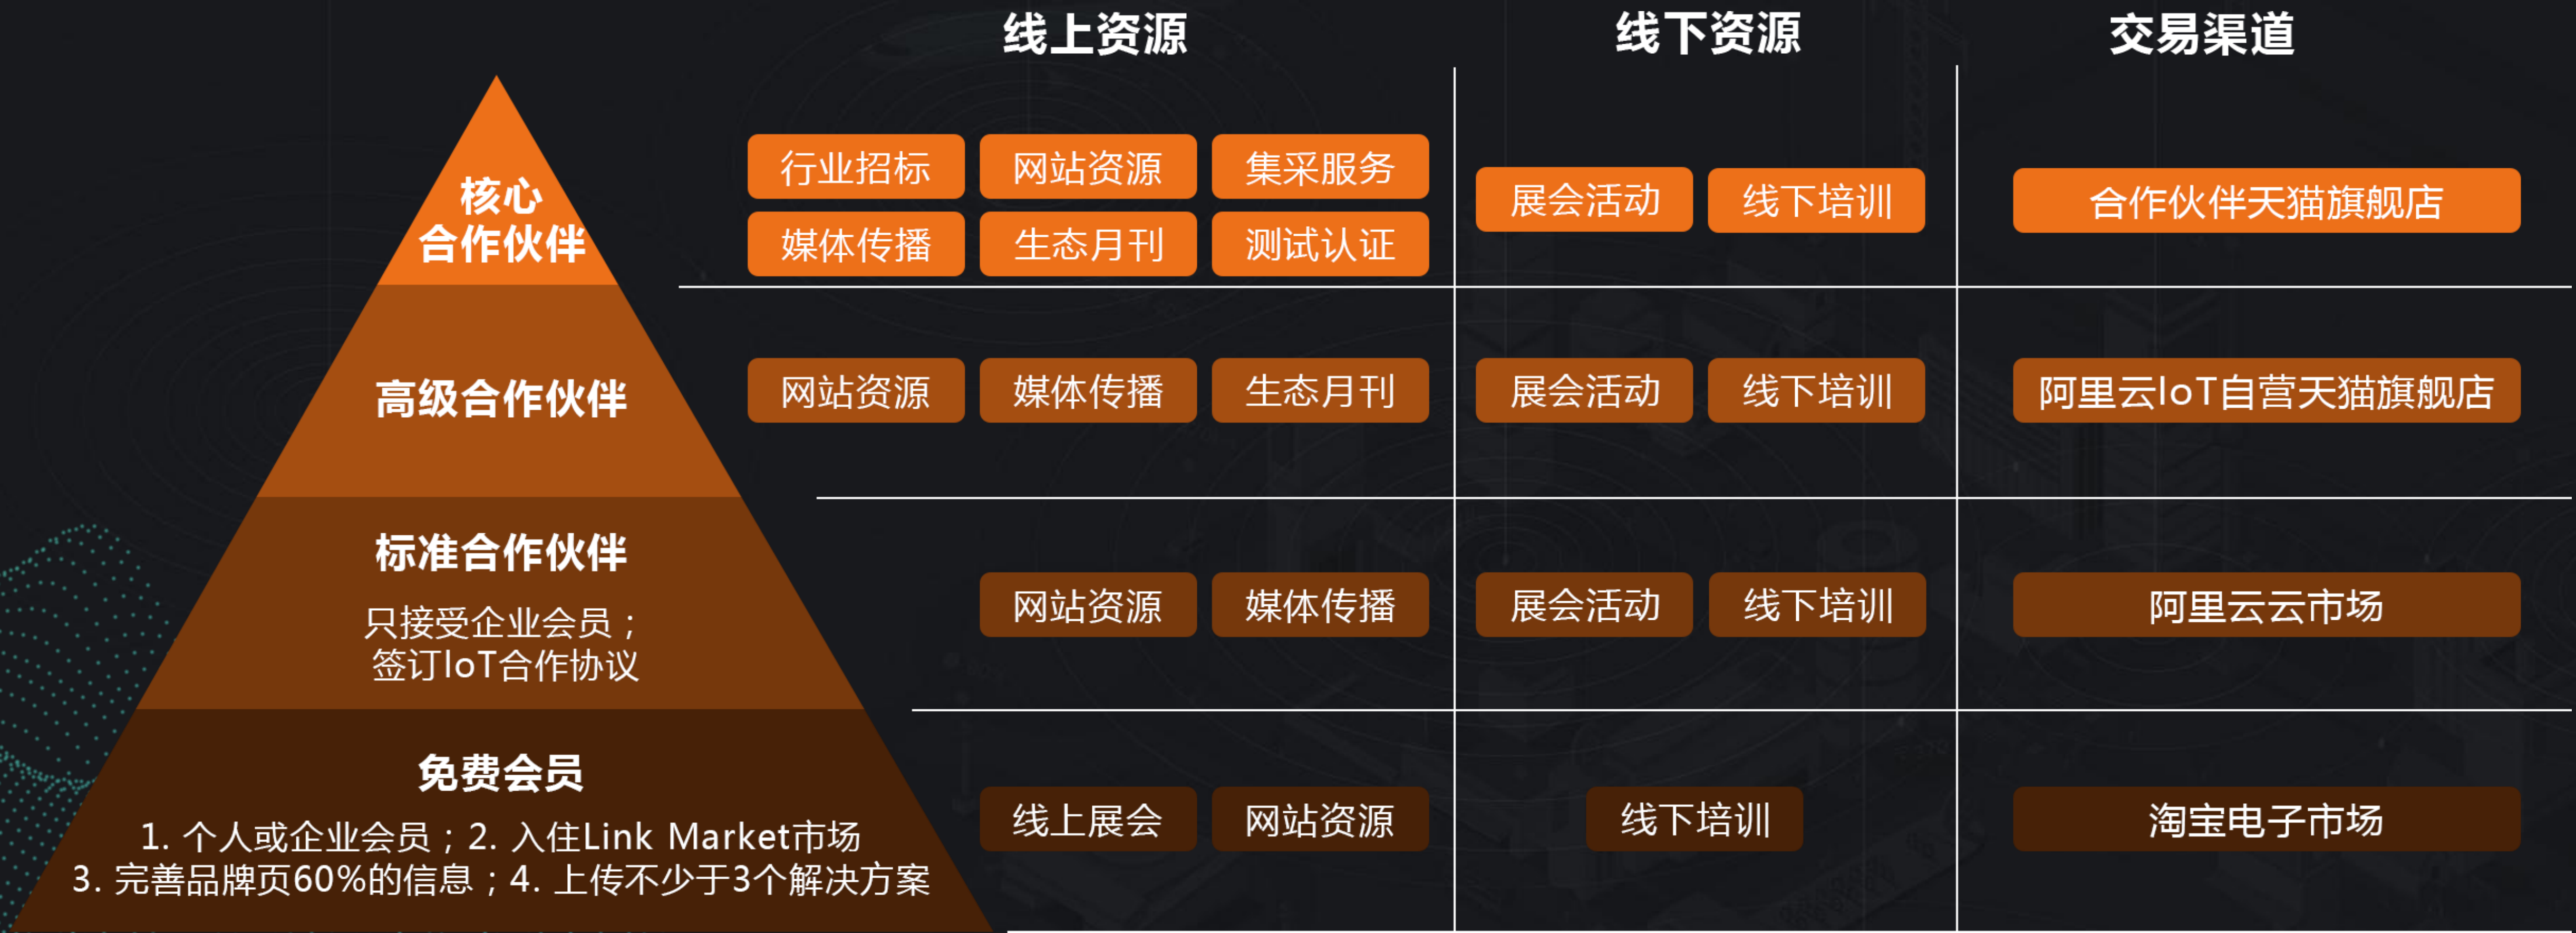 线上资源
线下资源
交易渠道
核心
合作伙伴
行业招标
网站资源
集采服务
媒体传播
生态月刊
测试认证
展会活动
线下培训
合作伙伴天猫旗舰店
高级合作伙伴
网站资源
媒体传播
生态月刊
展会活动
线下培训
阿里云IoT自营天猫旗舰店
标准合作伙伴
只接受企业会员；
签订IoT合作协议
网站资源
媒体传播
展会活动
线下培训
阿里云云市场
免费会员
1. 个人或企业会员；2. 入住Link Market市场
3. 完善品牌页60%的信息；4. 上传不少于3个解决方案
线上展会
网站资源
线下培训
淘宝电子市场